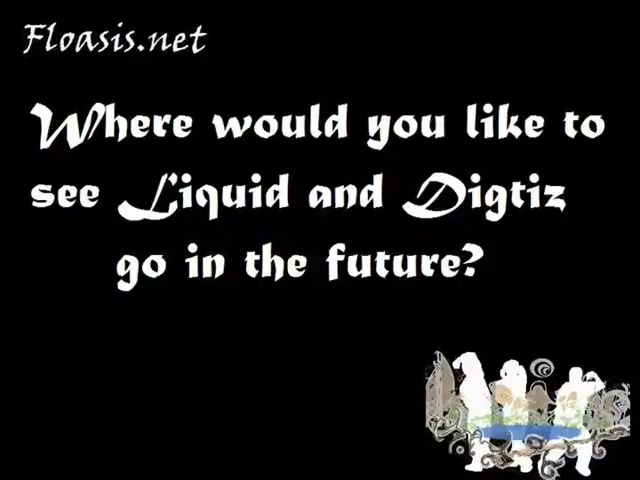 Floasis.net
Where would you like to
see Liquid and Digtiz
go in the future?